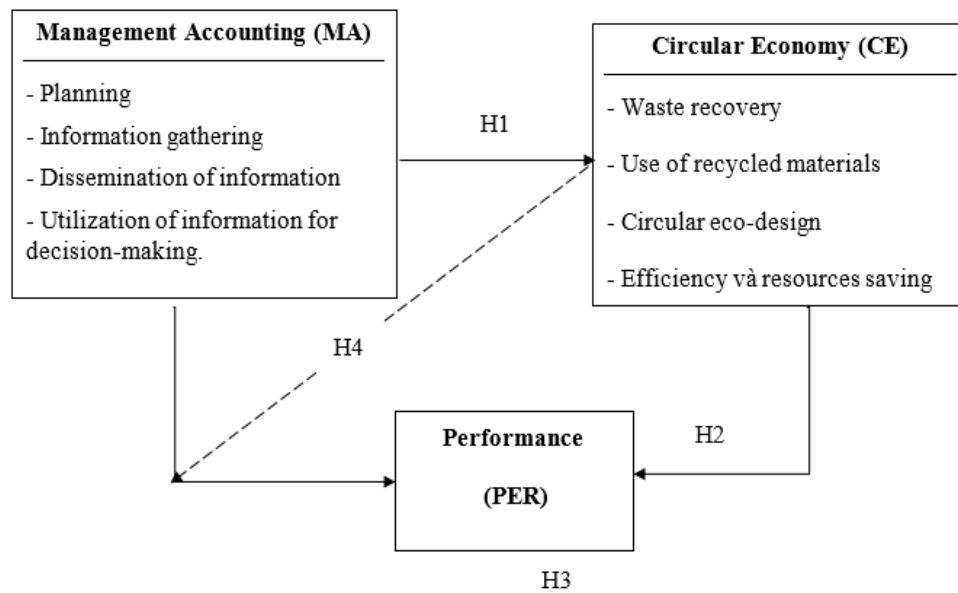 Management Accounting (MA)
- Planning
- Information gathering
- Dissemination of information
- Utilization of information for
decision-making.
H1
Circular Economy (CE)
- Waste recovery
- Use of recycled materials
- Circular eco-design
- Efficiency và resources saving
H4
Performance
(PER)
H2
H3